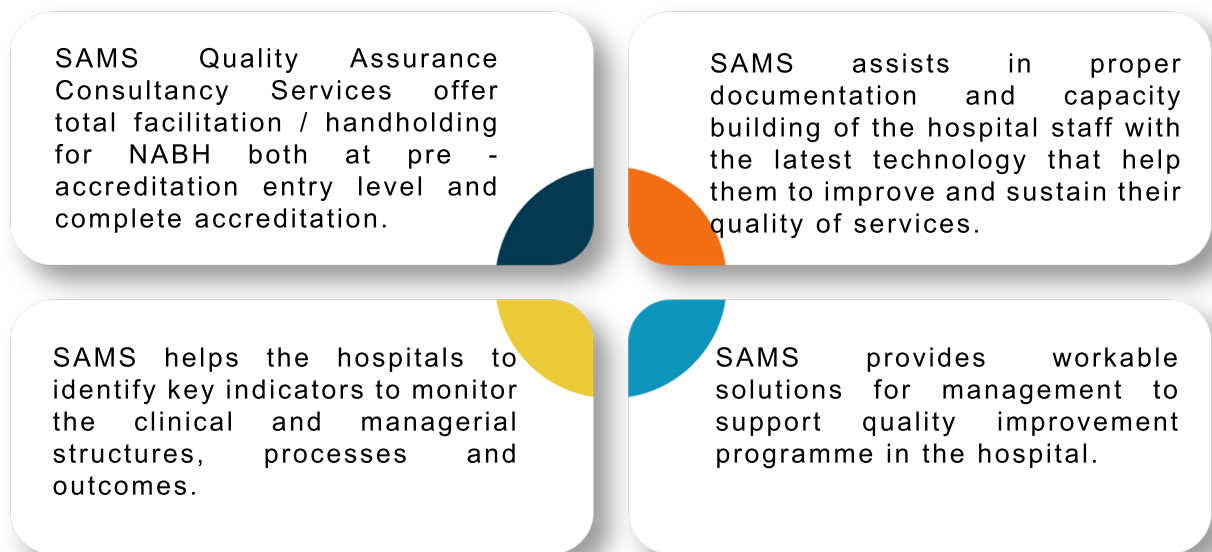 SAMS Quality Assurance
Consultancy Services offer
total facilitation / handholding
for NABH both at pre -
accreditation entry level and
complete accreditation.
SAMS assists in proper
documentation and capacity
building of the hospital staff with
the latest technology that help
them to improve and sustain their
quality of services.
SAMS helps the hospitals to
identify key indicators to monitor
the clinical and managerial
structures, processes and
outcomes.
SAMS provides workable
solutions for management to
support quality improvement
programme in the hospital.